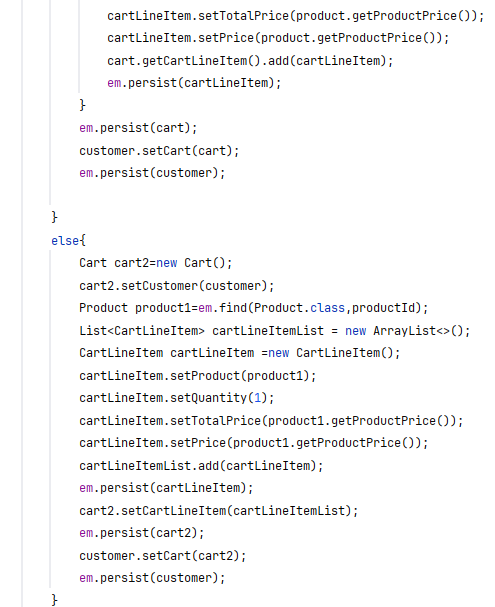 cartLineItem.setTotalPrice(product.getProductPrice());
cartLineItem.setPrice(product.getProductPrice());
cart.getCartLineItem().add(cartLineItem);
em.persist(cartLineItem);
}
em.persist(cart);
customer.setCart(cart);
em.persist(customer);
}
else{
Cart cart2=new Cart();
cart2.setCustomer(customer);
Product product1=em.find(Product.class,productId);
List<CartLineItem> cartLineItemList = new ArrayList<>();
CartLineItem cartLineItem =new CartLineItem();
cartLineItem.setProduct(product1);
cartLineItem.setQuantity(1);
cartLineItem.setTotalPrice(product1.getProductPrice());
cartLineItem.setPrice(product1.getProductPrice());
cartLineItemList.add(cartLineItem);
em.persist(cartLineItem);
cart2.setCartLineItem(cartLineItemList);
em.persist(cart2);
customer.setCart(cart2);
em.persist(customer);
}